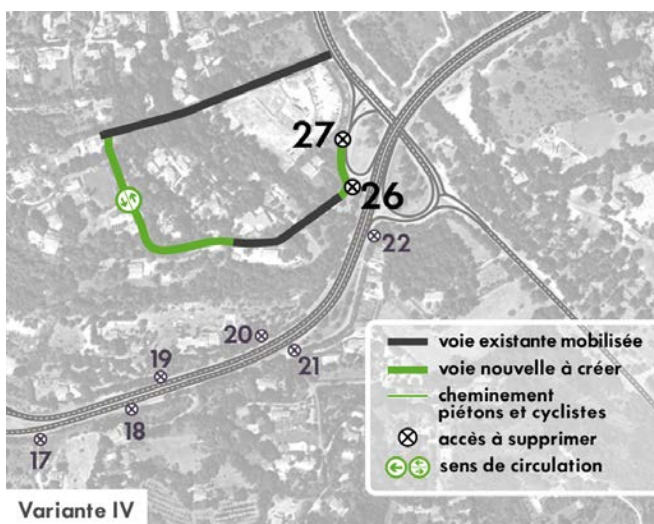 27
26
22
20
21
19
18
17
voie existante mobilisée
voie nouvelle à créer
cheminement
piétons et cyclistes
accès à supprimer
sens de circulation
Variante IV